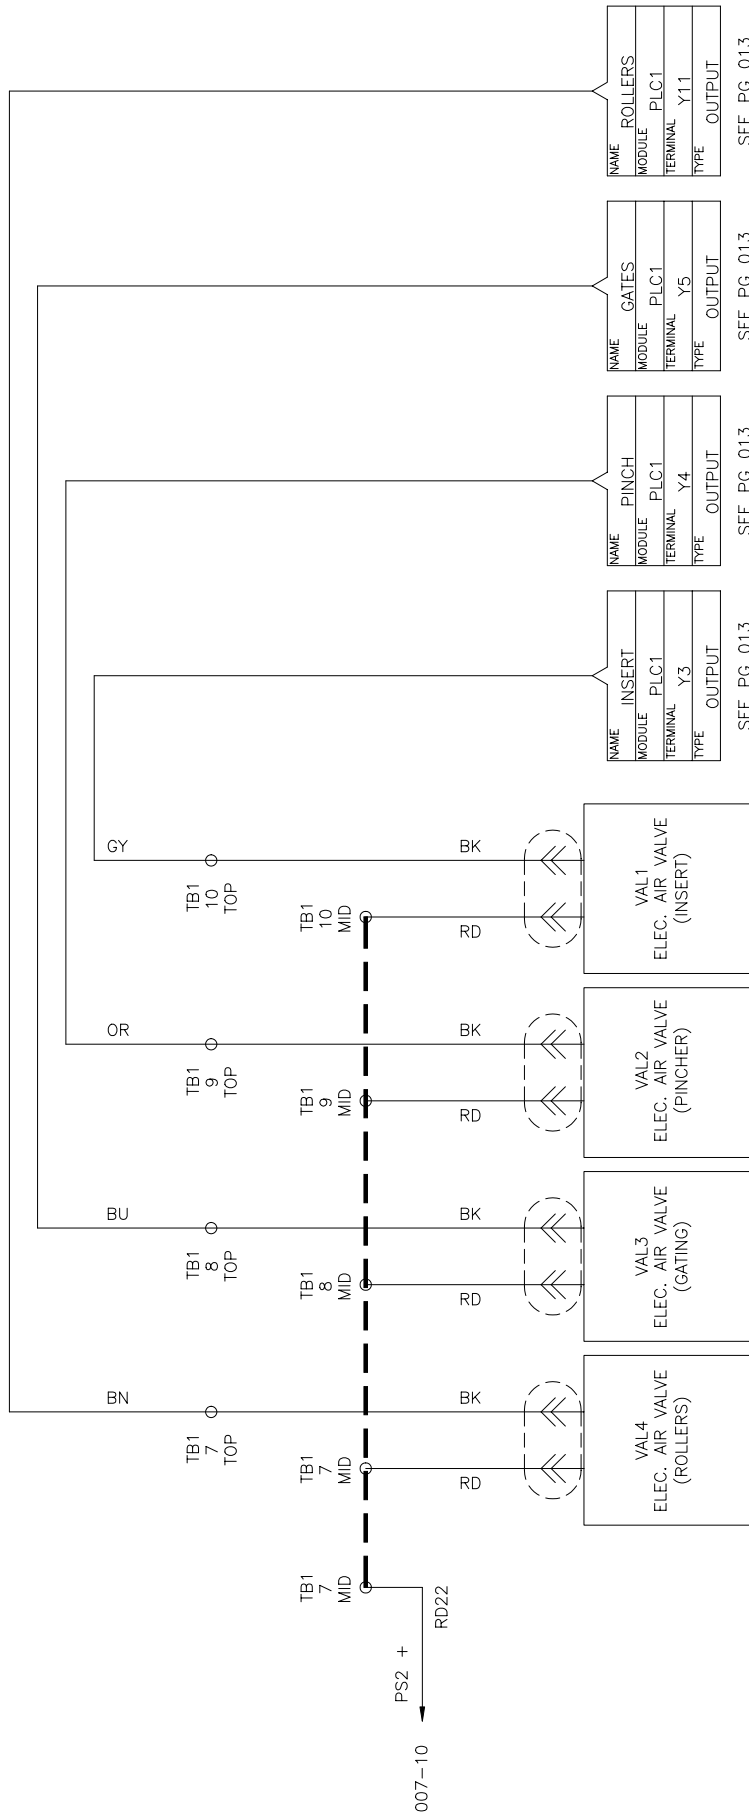 BN
BU
OR
GY
TB1
7
TOP
TB1
8
TOP
TB1
9
TOP
TB1
10
TOP
TB1
7
MID
TB1
7
MID
TB1
8
MID
TB1
9
MID
TB1
10
MID
007-10
PS2 +
RD22
RD
BK
RD
BK
RD
BK
RD
BK
VAL4
ELEC. AIR VALVE
(ROLLERS)
VAL3
ELEC. AIR VALVE
(GATING)
VAL2
ELEC. AIR VALVE
(PINCHER)
VAL1
ELEC. AIR VALVE
(INSERT)
NAME INSERT
MODULE PLC1
TERMINAL Y3
TYPE OUTPUT
SEE PG 013
NAME PINCH
MODULE PLC1
TERMINAL Y4
TYPE OUTPUT
SEE PG 013
NAME GATES
MODULE PLC1
TERMINAL Y5
TYPE OUTPUT
SEE PG 013
NAME ROLLERS
MODULE PLC1
TERMINAL Y11
TYPE OUTPUT
SEE PG 013